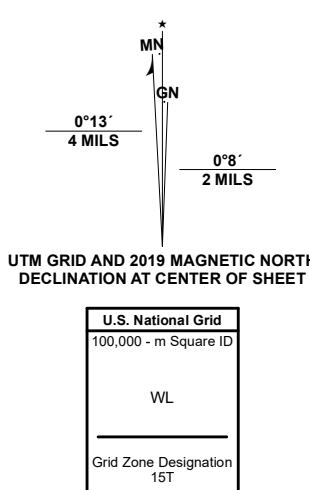 ★
MN
GN
0°13´
4 MILS
0°8´
2 MILS
UTM GRID AND 2019 MAGNETIC NORTH
DECLINATION AT CENTER OF SHEET
U.S. National Grid
100,000 - m Square ID
WL
Grid Zone Designation
15T